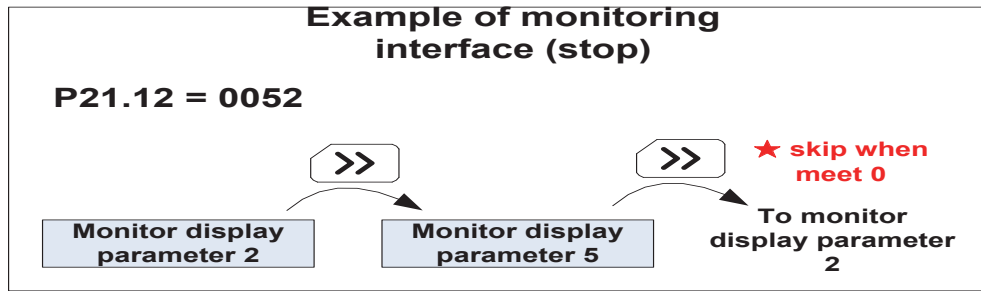 Example of monitoring
interface (stop)
P21.12 = 0052
>>
>>
★ skip when
meet 0
Monitor display
parameter 2
Monitor display
parameter 5
To monitor
display parameter
2